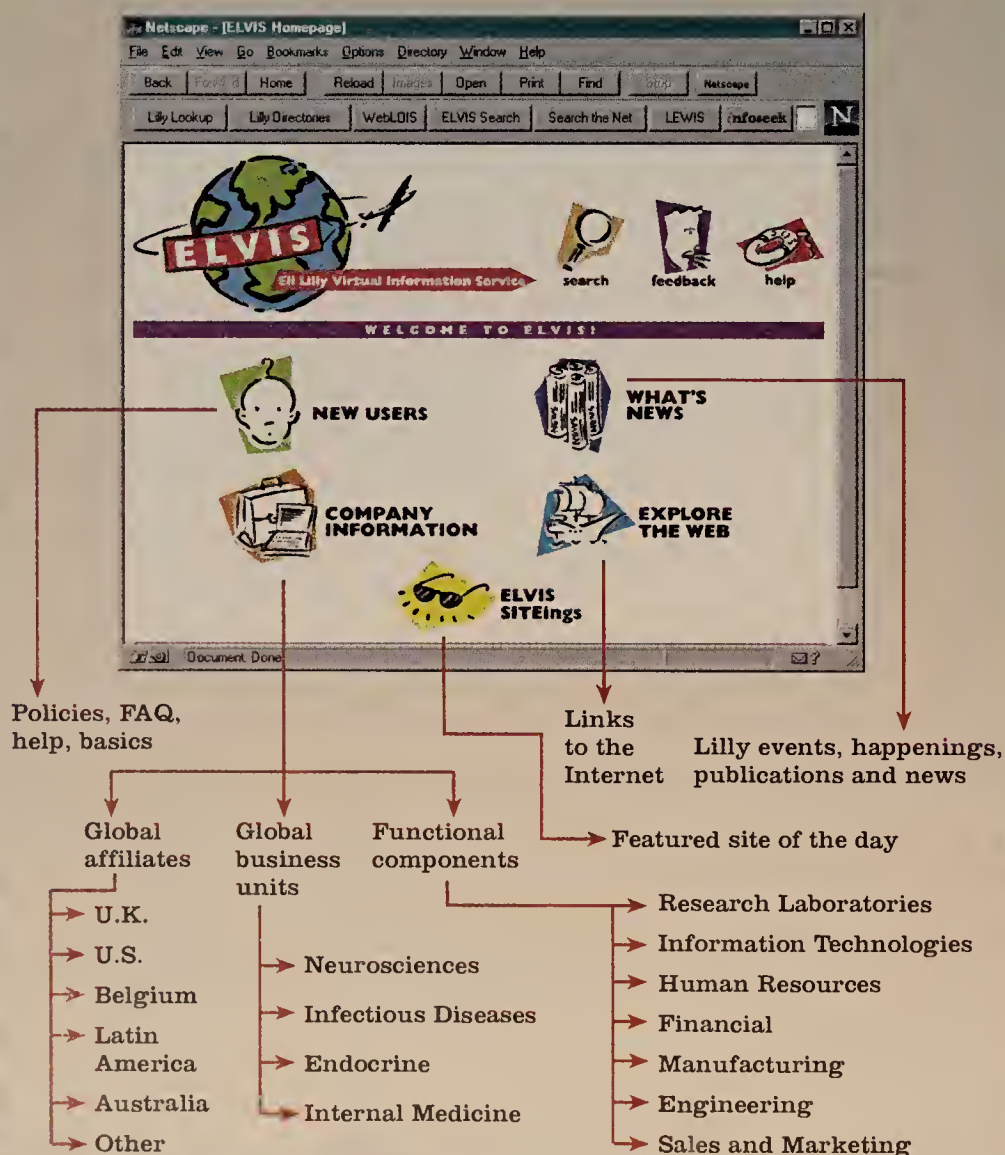 Netscape - [ELVIS Homepage]
File Edit View Go Bookmarks Options Directory Window Help
Back Forward Home Reload Images Open Print Find Stop Netscape
Lilly Lookup Lilly Directories WebLOIS ELVIS Search Search the Net LEWIS infoseek N
ELVIS
Eli Lilly Virtual Information Service
search feedback help
WELCOME TO ELVIS!
NEW USERS
WHAT'S
NEWS
COMPANY
INFORMATION
EXPLORE
THE WEB
ELVIS
SITEings
Document Done
Policies, FAQ,
help, basics
Links
to the
Internet
Lilly events, happenings,
publications and news
Global
affiliates
Global
business
units
Functional
components
Featured site of the day
U.K.
U.S.
Belgium
Latin
America
Australia
Other
Neurosciences
Infectious Diseases
Endocrine
Internal Medicine
Research Laboratories
Information Technologies
Human Resources
Financial
Manufacturing
Engineering
Sales and Marketing